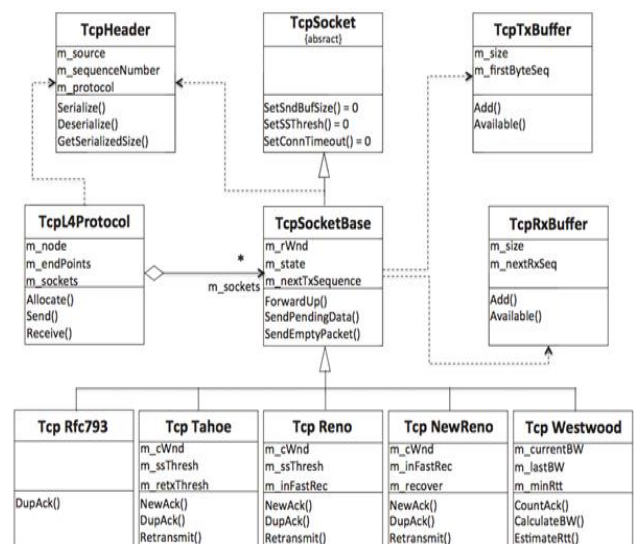 TcpHeader
m_source
m_sequenceNumber
m_protocol
Serialize()
Deserialize()
GetSerializedSize()
TcpSocket
{absract}
SetSndBufSize() = 0
SetSSThresh() = 0
SetConnTimeout() = 0
TcpTxBuffer
m_size
m_firstByteSeq
Add()
Available()
TcpL4Protocol
m_node
m_endPoints
m_sockets
Allocate()
Send()
Receive()
*
m_sockets
TcpSocketBase
m_rWnd
m_state
m_nextTxSequence
ForwardUp()
SendPendingData()
SendEmptyPacket()
TcpRxBuffer
m_size
m_nextRxSeq
Add()
Available()
Tcp Rfc793
DupAck()
Tcp Tahoe
m_cWnd
m_ssThresh
m_retxThresh
NewAck()
DupAck()
Retransmit()
Tcp Reno
m_cWnd
m_ssThresh
m_inFastRec
NewAck()
DupAck()
Retransmit()
Tcp NewReno
m_cWnd
m_inFastRec
m_recover
NewAck()
DupAck()
Retransmit()
Tcp Westwood
m_currentBW
m_lastBW
m_minRtt
CountAck()
CalculateBW()
EstimateRtt()